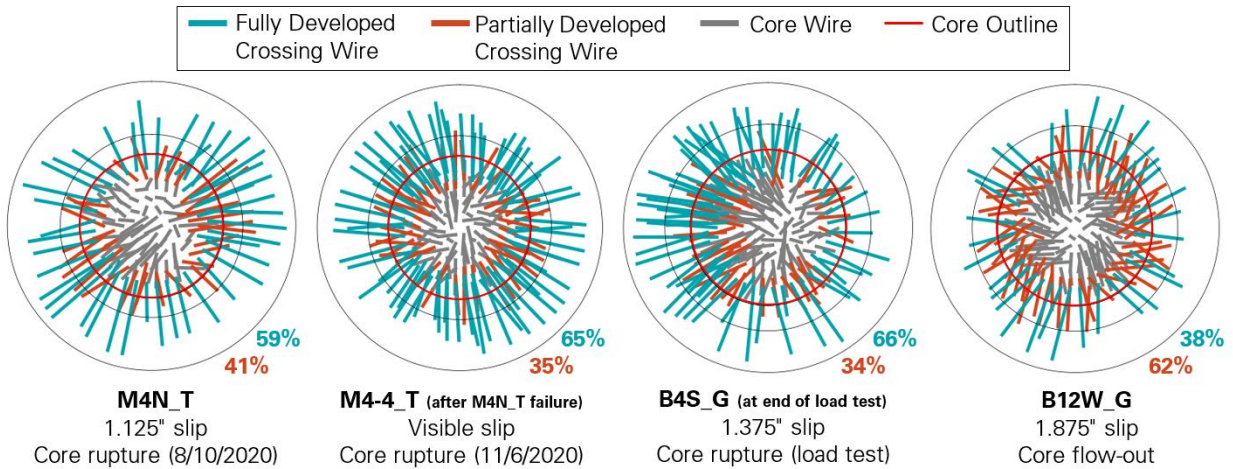 Fully Developed Crossing Wire
Partially Developed Crossing Wire
Core Wire
Core Outline
59%
41%
M4N_T
1.125" slip
Core rupture (8/10/2020)
65%
35%
M4-4_T (after M4N_T failure)
Visible slip
Core rupture (11/6/2020)
66%
34%
B4S_G (at end of load test)
1.375" slip
Core rupture (load test)
38%
62%
B12W_G
1.875" slip
Core flow-out